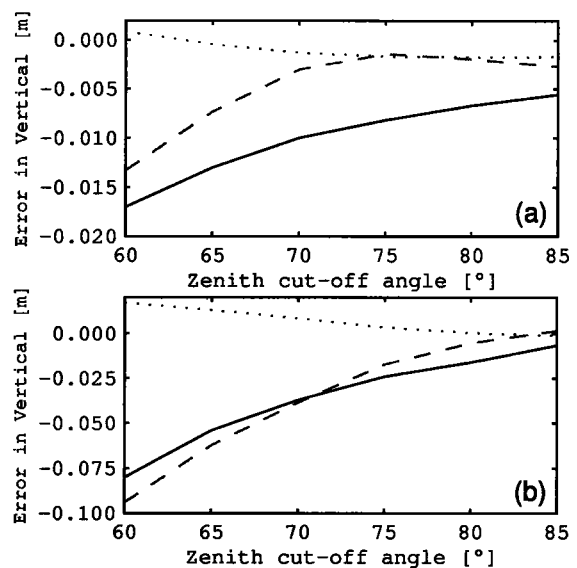 Error in Vertical [m]
0.000
-0.005
-0.010
-0.015
-0.020
(a)
60 65 70 75 80 85
Zenith cut-off angle [°]
Error in Vertical [m]
0.000
-0.025
-0.050
-0.075
-0.100
(b)
60 65 70 75 80 85
Zenith cut-off angle [°]